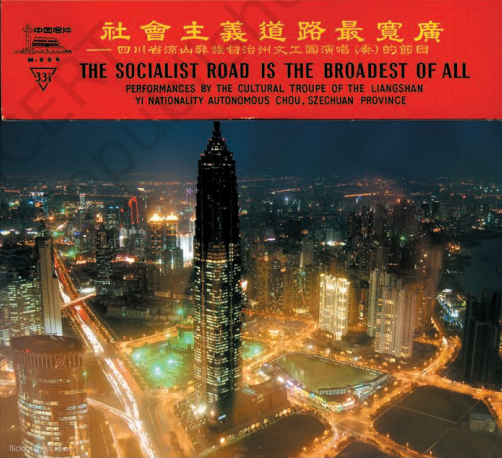 中国唱片
社會主義道路最寬廣
——四川省凉山彝族自治州文工團演唱(奏)的節目
M-806
331
THE SOCIALIST ROAD IS THE BROADEST OF ALL
PERFORMANCES BY THE CULTURAL TROUPE OF THE LIANGSHAN
YI NATIONALITY AUTONOMOUS CHOU, SZECHUAN PROVINCE